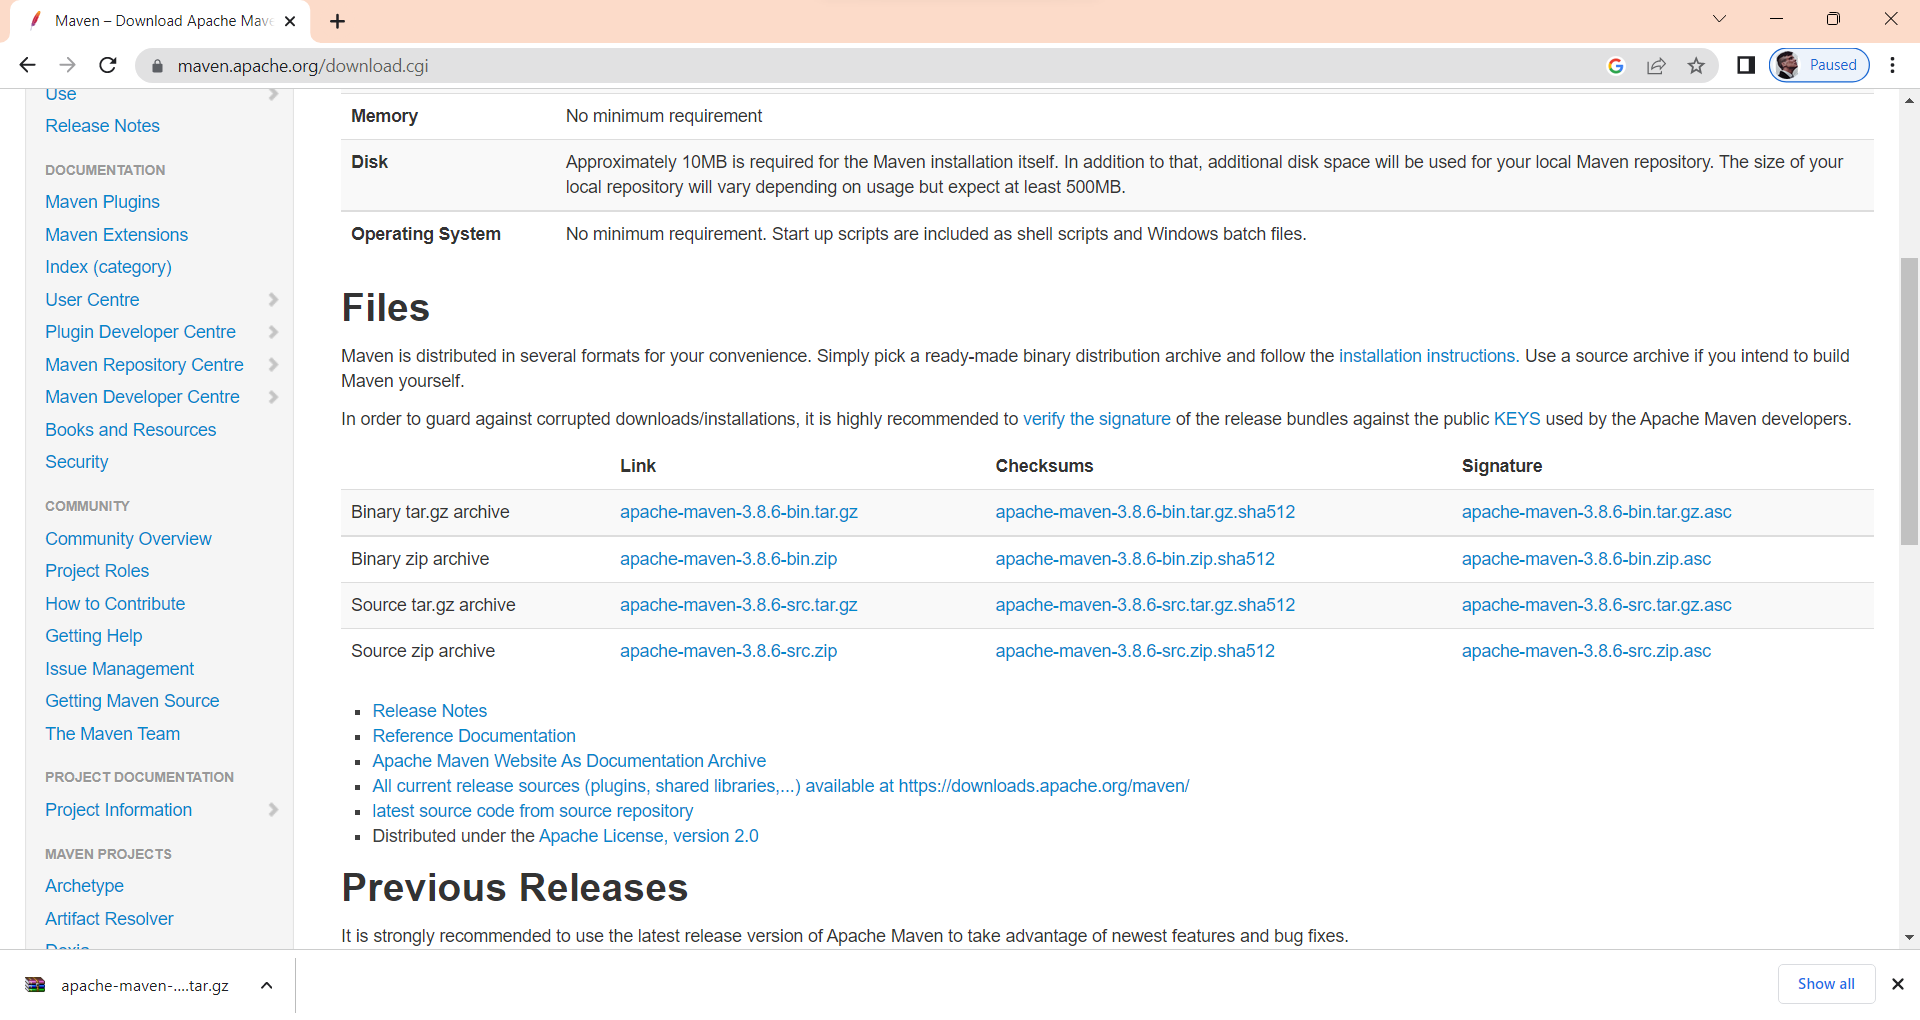 Maven – Download Apache Mave
maven.apache.org/download.cgi
Paused
Use
Release Notes
DOCUMENTATION
Maven Plugins
Maven Extensions
Index (category)
User Centre
Plugin Developer Centre
Maven Repository Centre
Maven Developer Centre
Books and Resources
Security
COMMUNITY
Community Overview
Project Roles
How to Contribute
Getting Help
Issue Management
Getting Maven Source
The Maven Team
PROJECT DOCUMENTATION
Project Information
MAVEN PROJECTS
Archetype
Artifact Resolver
Doxia
Memory No minimum requirement
Disk Approximately 10MB is required for the Maven installation itself. In addition to that, additional disk space will be used for your local Maven repository. The size of your
local repository will vary depending on usage but expect at least 500MB.
Operating System No minimum requirement. Start up scripts are included as shell scripts and Windows batch files.
Files
Maven is distributed in several formats for your convenience. Simply pick a ready-made binary distribution archive and follow the installation instructions. Use a source archive if you intend to build
Maven yourself.
In order to guard against corrupted downloads/installations, it is highly recommended to verify the signature of the release bundles against the public KEYS used by the Apache Maven developers.
Link Checksums Signature
Binary tar.gz archive apache-maven-3.8.6-bin.tar.gz apache-maven-3.8.6-bin.tar.gz.sha512 apache-maven-3.8.6-bin.tar.gz.asc
Binary zip archive apache-maven-3.8.6-bin.zip apache-maven-3.8.6-bin.zip.sha512 apache-maven-3.8.6-bin.zip.asc
Source tar.gz archive apache-maven-3.8.6-src.tar.gz apache-maven-3.8.6-src.tar.gz.sha512 apache-maven-3.8.6-src.tar.gz.asc
Source zip archive apache-maven-3.8.6-src.zip apache-maven-3.8.6-src.zip.sha512 apache-maven-3.8.6-src.zip.asc
Release Notes
Reference Documentation
Apache Maven Website As Documentation Archive
All current release sources (plugins, shared libraries,...) available at https://downloads.apache.org/maven/
latest source code from source repository
Distributed under the Apache License, version 2.0
Previous Releases
It is strongly recommended to use the latest release version of Apache Maven to take advantage of newest features and bug fixes.
apache-maven-....tar.gz
Show all